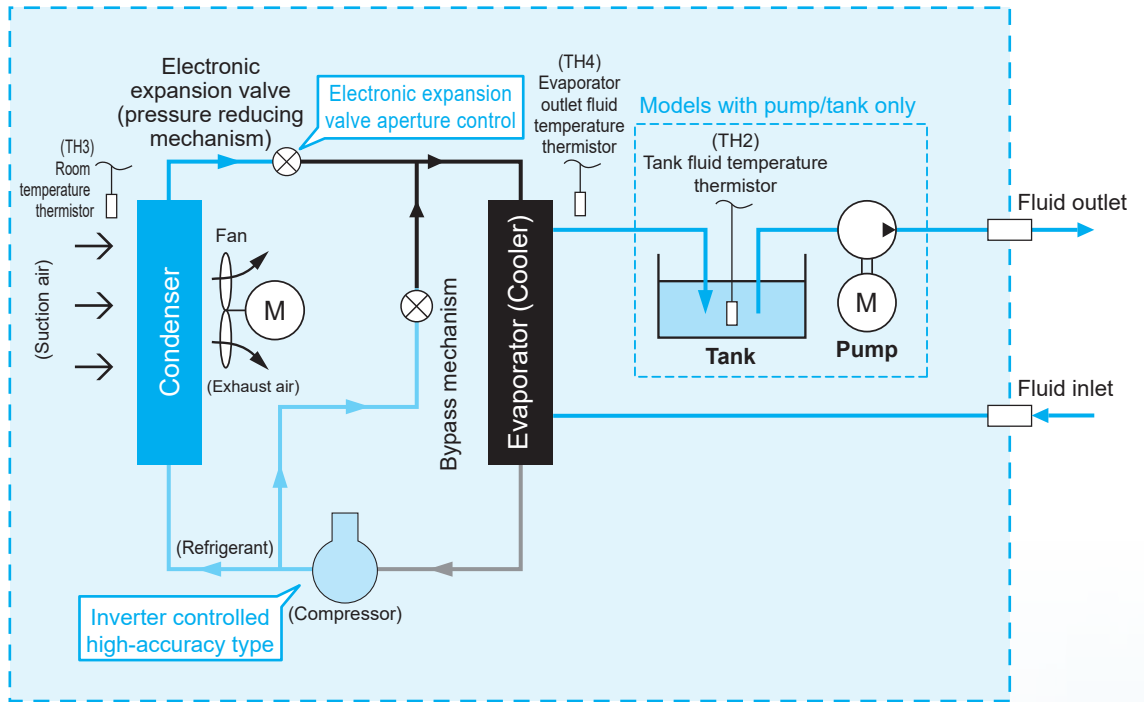 Electronic
expansion valve
(pressure reducing
mechanism)
Electronic expansion
valve aperture control
(TH4)
Evaporator
outlet fluid
temperature
thermistor
Models with pump/tank only
(TH2)
Tank fluid temperature
thermistor
(TH3)
Room
temperature
thermistor
Fluid outlet
Fan
M
(Suction air)
Condenser
(Exhaust air)
Bypass mechanism
Evaporator (Cooler)
Tank
M
Pump
Fluid inlet
(Refrigerant)
(Compressor)
Inverter controlled
high-accuracy type